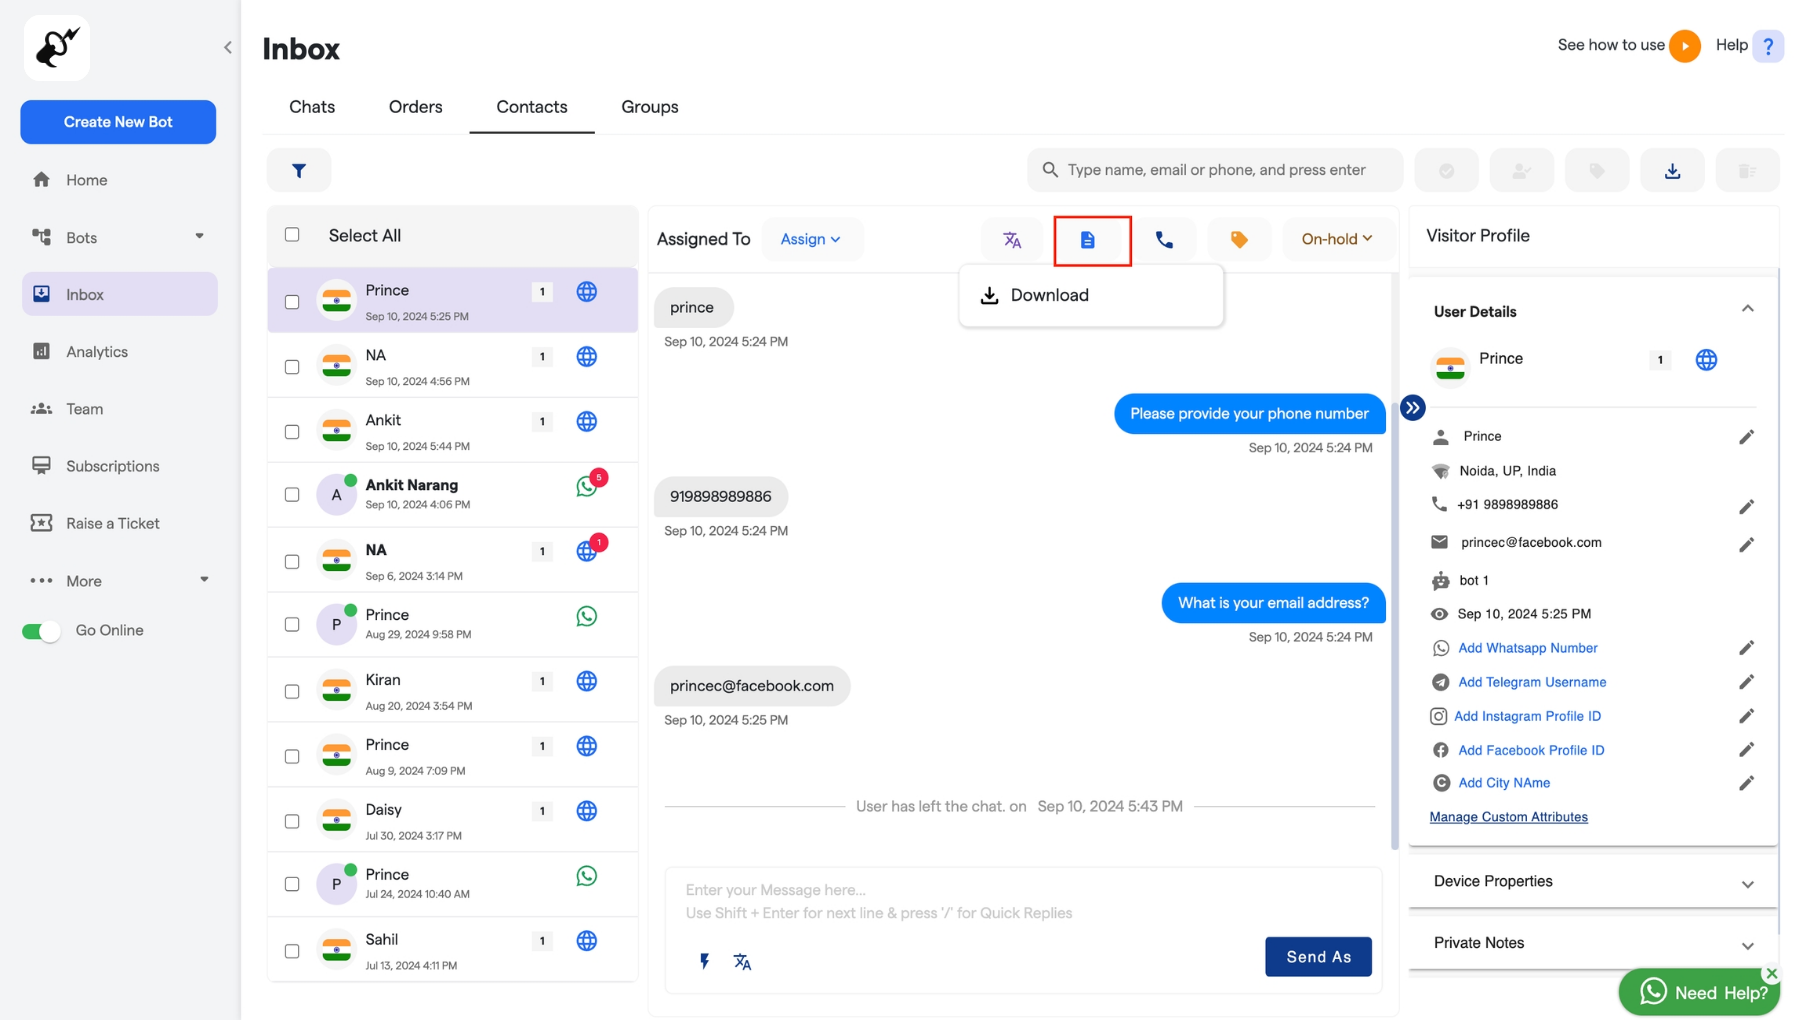 Inbox
See how to use
Help ?
Create New Bot
Chats
Orders
Contacts
Groups
Home
Bots
Inbox
Analytics
Team
Subscriptions
Raise a Ticket
More
Go Online
Type name, email or phone, and press enter
Select All
Prince
1
Sep 10, 2024 5:25 PM
NA
1
Sep 10, 2024 4:56 PM
Ankit
1
Sep 10, 2024 5:44 PM
A
Ankit Narang
5
Sep 10, 2024 4:06 PM
NA
1
1
Sep 6, 2024 3:14 PM
P
Prince
Aug 29, 2024 9:58 PM
Kiran
1
Aug 20, 2024 3:54 PM
Prince
1
Aug 9, 2024 7:09 PM
Daisy
1
Jul 30, 2024 3:17 PM
P
Prince
Jul 24, 2024 10:40 AM
Sahil
1
Jul 13, 2024 4:11 PM
Assigned To
Assign
On-hold
Download
prince
Sep 10, 2024 5:24 PM
Please provide your phone number
Sep 10, 2024 5:24 PM
919898989886
Sep 10, 2024 5:24 PM
What is your email address?
Sep 10, 2024 5:24 PM
princec@facebook.com
Sep 10, 2024 5:25 PM
User has left the chat. on Sep 10, 2024 5:43 PM
Enter your Message here...
Use Shift + Enter for next line & press '/' for Quick Replies
Send As
Visitor Profile
User Details
Prince
1
Prince
Noida, UP, India
+91 9898989886
princec@facebook.com
bot 1
Sep 10, 2024 5:25 PM
Add Whatsapp Number
Add Telegram Username
Add Instagram Profile ID
Add Facebook Profile ID
Add City NAme
Manage Custom Attributes
Device Properties
Private Notes
Need Help?